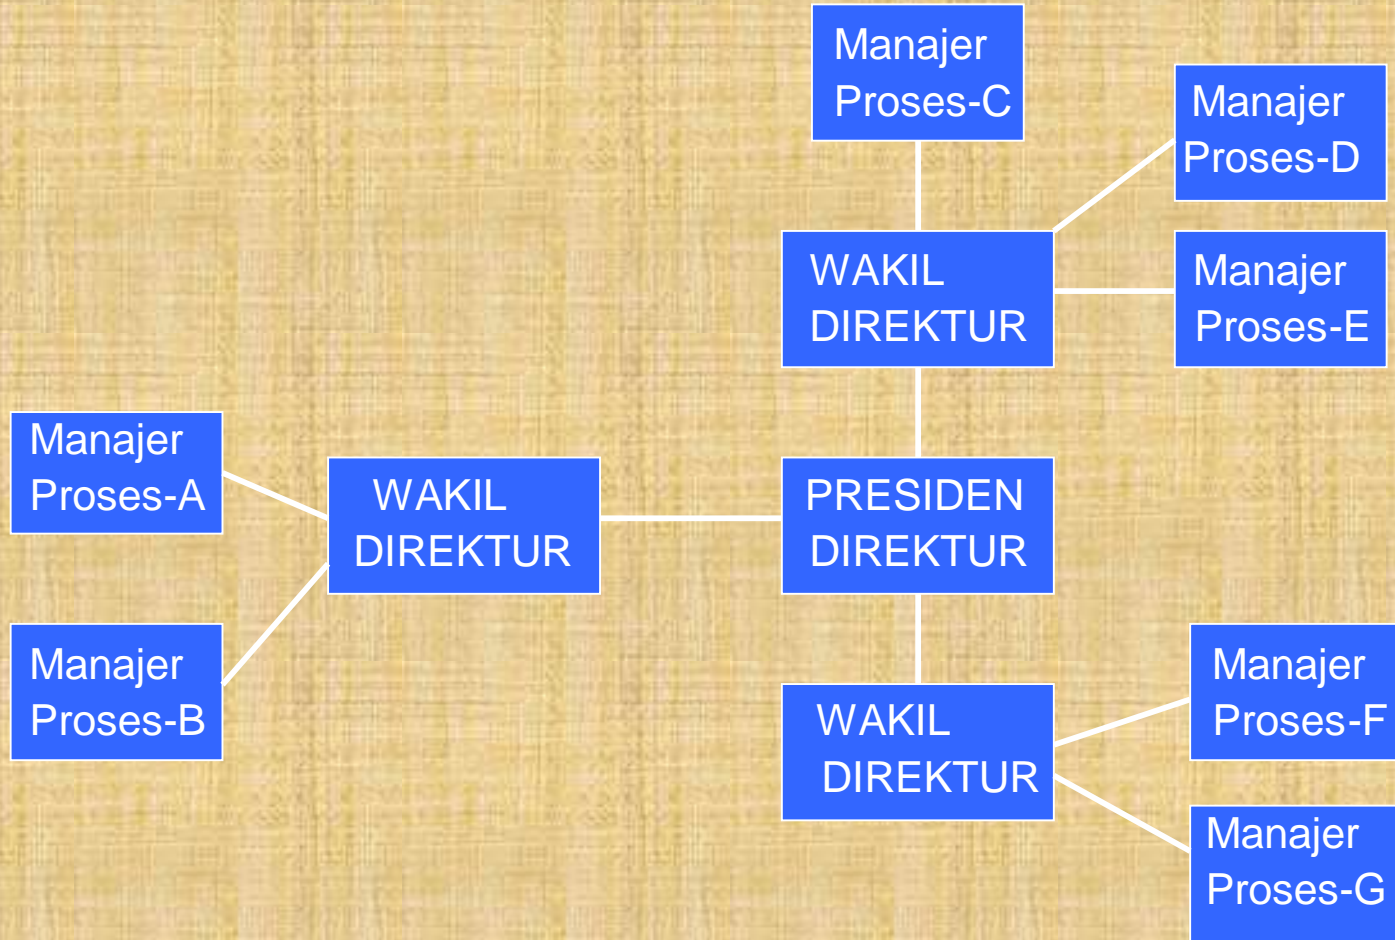 Manajer
Proses-C
Manajer
Proses-D
WAKIL
DIREKTUR
Manajer
Proses-E
Manajer
Proses-A
WAKIL
DIREKTUR
PRESIDEN
DIREKTUR
Manajer
Proses-B
WAKIL
DIREKTUR
Manajer
Proses-F
Manajer
Proses-G